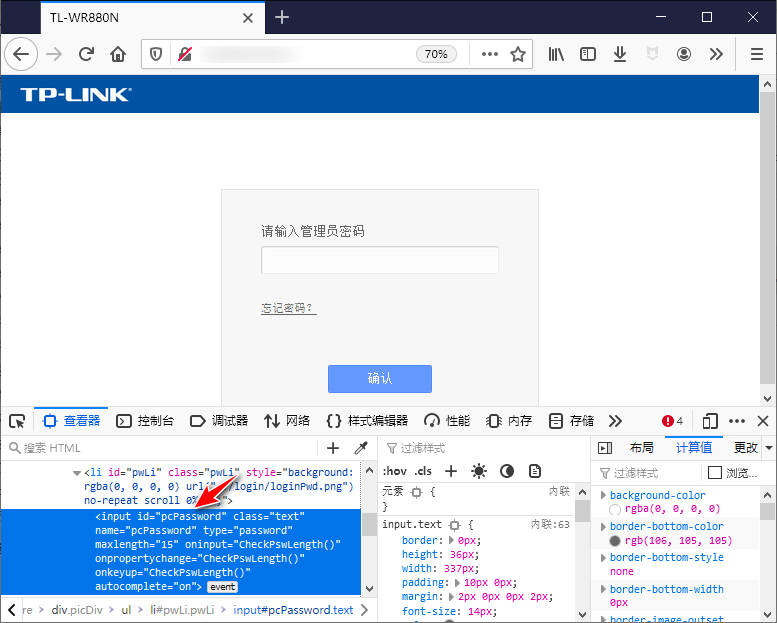 TL-WR880N
70%
TP-LINK
请输入管理员密码
忘记密码？
确认
查看器 控制台 调试器 网络 样式编辑器 性能 内存 存储 4
搜索 HTML
过滤样式
布局 计算值 更改
:hov .cls
过滤样式 浏览...
<li id="pwLi" class="pwLi" style="background:
rgba(0, 0, 0, 0) url(" /login/loginPwd.png")
no-repeat scroll 0%
<input id="pcPassword" class="text"
name="pcPassword" type="password"
maxlength="15" oninput="CheckPswLength()"
onpropertychange="CheckPswLength()"
onkeyup="CheckPswLength()"
autocomplete="on"> event
re div.picDiv ul li#pwLi.pwLi input#pcPassword.text
元素 { 内联
}
input.text { 内联:63
border: 0px;
height: 36px;
width: 337px;
padding: 10px 0px;
margin: 2px 0px 0px 2px;
font-size: 14px;
background-color
rgba(0, 0, 0, 0)
border-bottom-color
rgb(106, 105, 105)
border-bottom-style
none
border-bottom-width
0px
border-image-outset